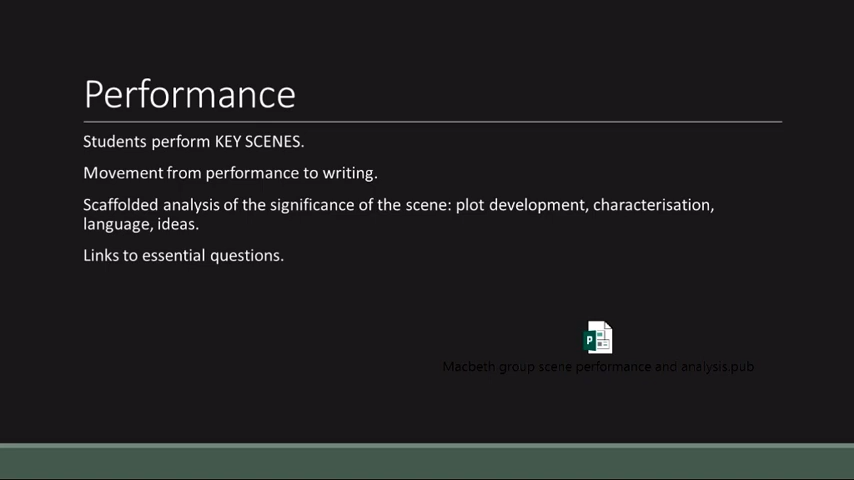 Performance
Students perform KEY SCENES.
Movement from performance to writing.
Scaffolded analysis of the significance of the scene: plot development, characterisation,
language, ideas.
Links to essential questions.
P
Macbeth group scene performance and analysis.pub